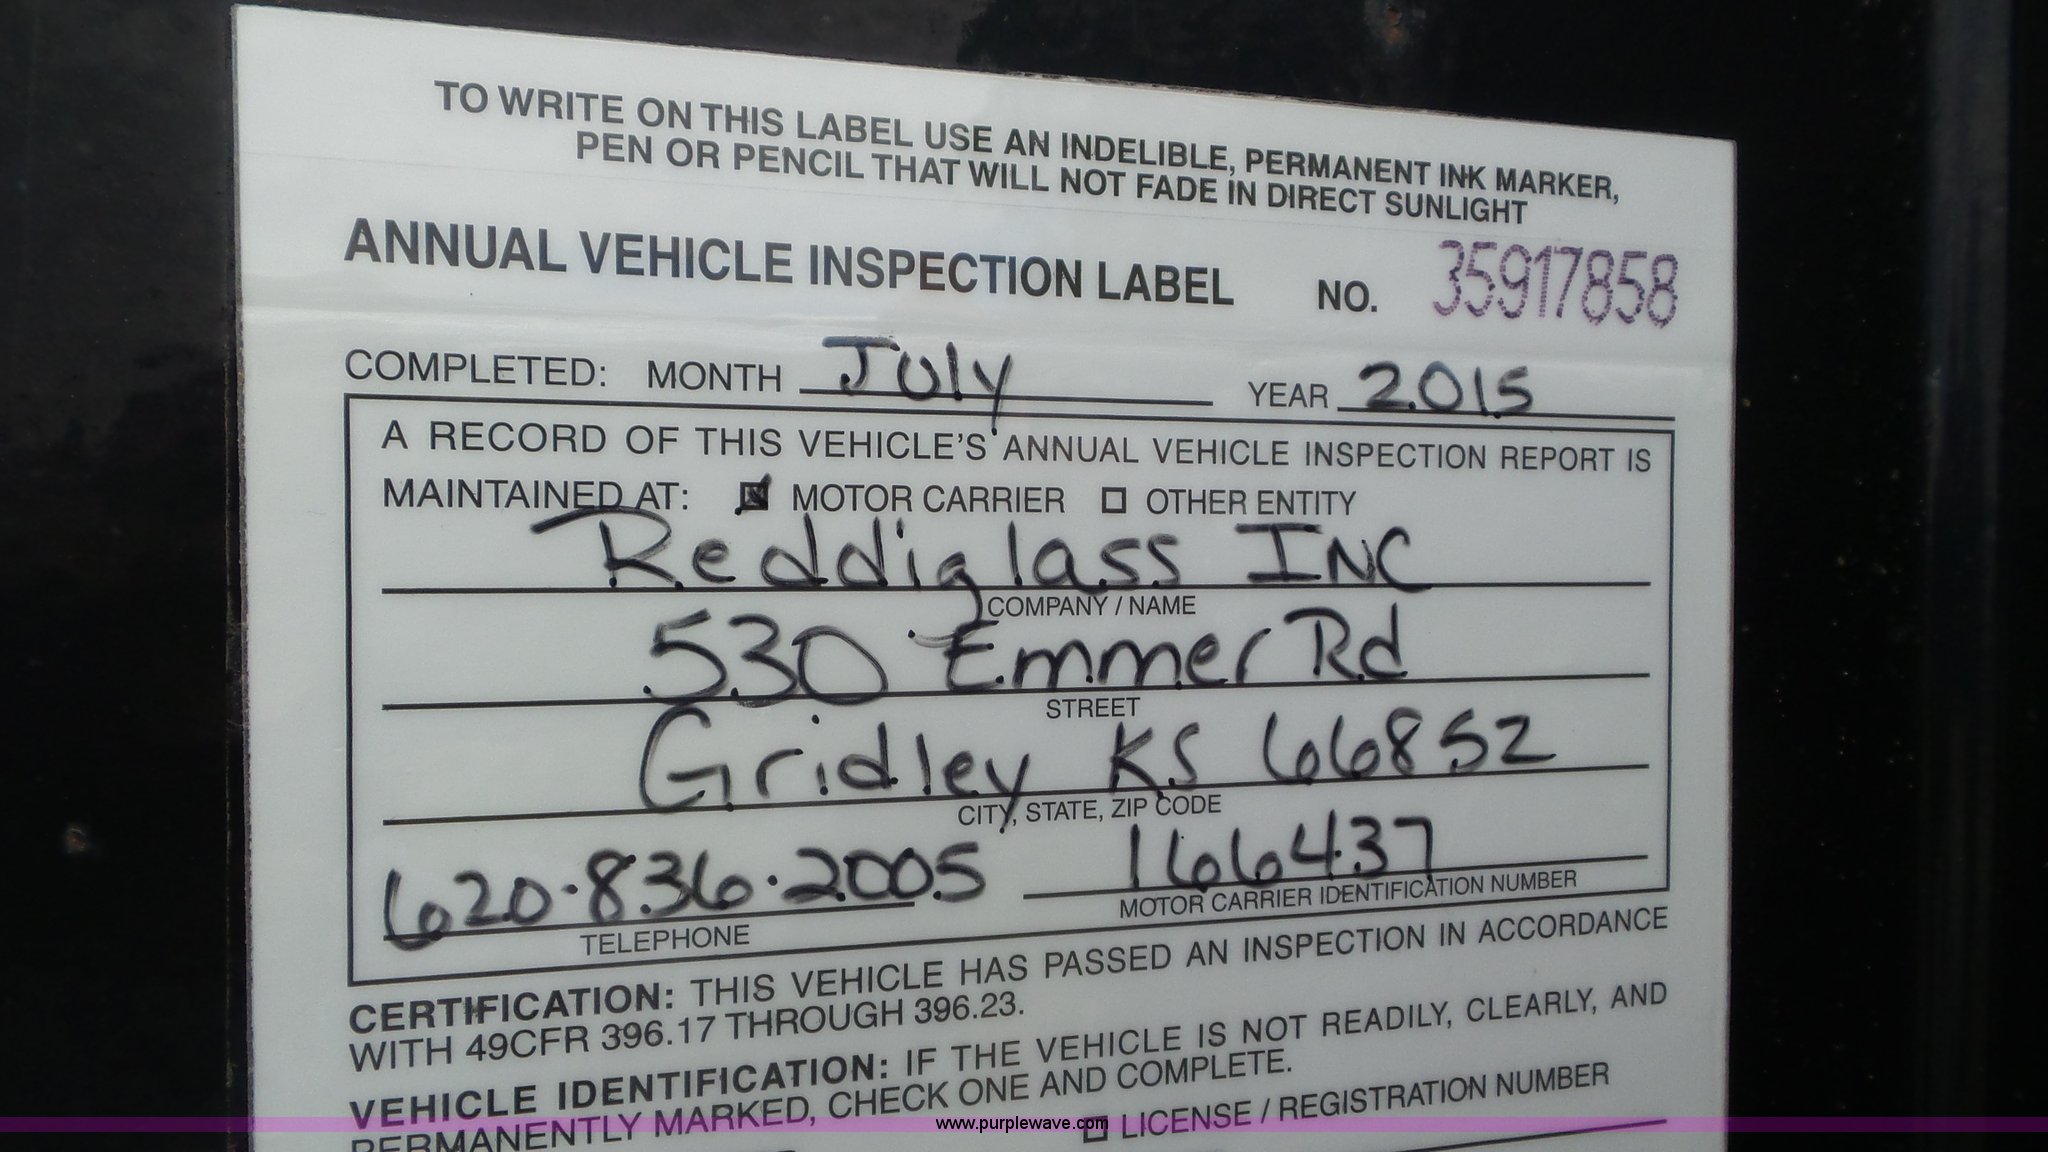 TO WRITE ON THIS LABEL USE AN INDELIBLE, PERMANENT INK MARKER,
PEN OR PENCIL THAT WILL NOT FADE IN DIRECT SUNLIGHT
ANNUAL VEHICLE INSPECTION LABEL NO. 35917858
COMPLETED: MONTH July YEAR 2015
A RECORD OF THIS VEHICLE'S ANNUAL VEHICLE INSPECTION REPORT IS
MAINTAINED AT: MOTOR CARRIER OTHER ENTITY
Reddiglass INC
COMPANY / NAME
530 Emmer Rd
STREET
Gridley KS 66852
CITY, STATE, ZIP CODE
620·836·2005 166437
TELEPHONE MOTOR CARRIER IDENTIFICATION NUMBER
CERTIFICATION: THIS VEHICLE HAS PASSED AN INSPECTION IN ACCORDANCE
WITH 49CFR 396.17 THROUGH 396.23.
VEHICLE IDENTIFICATION: IF THE VEHICLE IS NOT READILY, CLEARLY, AND
PERMANENTLY MARKED, CHECK ONE AND COMPLETE.
LICENSE / REGISTRATION NUMBER
www.purplewave.com